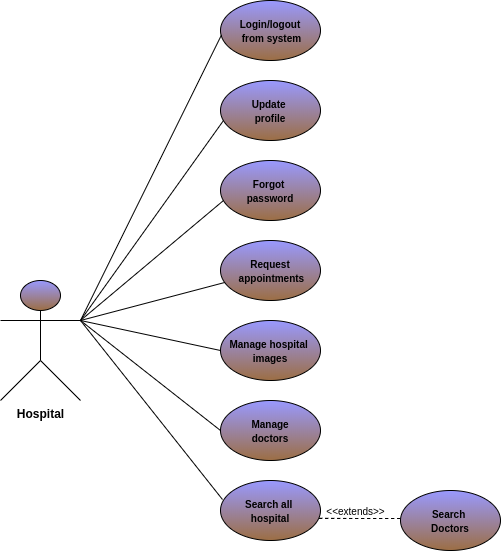 Login/logout
from system
Update
profile
Forgot
password
Request
appointments
Manage hospital
images
Hospital
Manage
doctors
Search all
hospital
<<extends>>
Search
Doctors